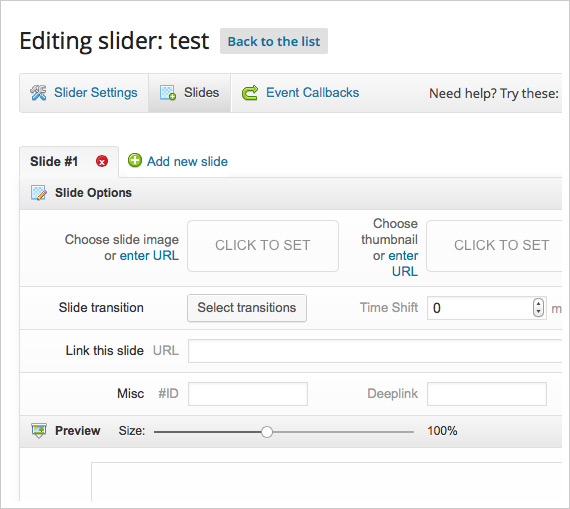 Editing slider: test Back to the list
Slider Settings Slides Event Callbacks Need help? Try these:
Slide #1 Add new slide
Slide Options
Choose slide image
or enter URL
CLICK TO SET
Choose
thumbnail
or enter
URL
CLICK TO SET
Slide transition Select transitions Time Shift 0 m
Link this slide URL
Misc #ID Deeplink
Preview Size: 100%